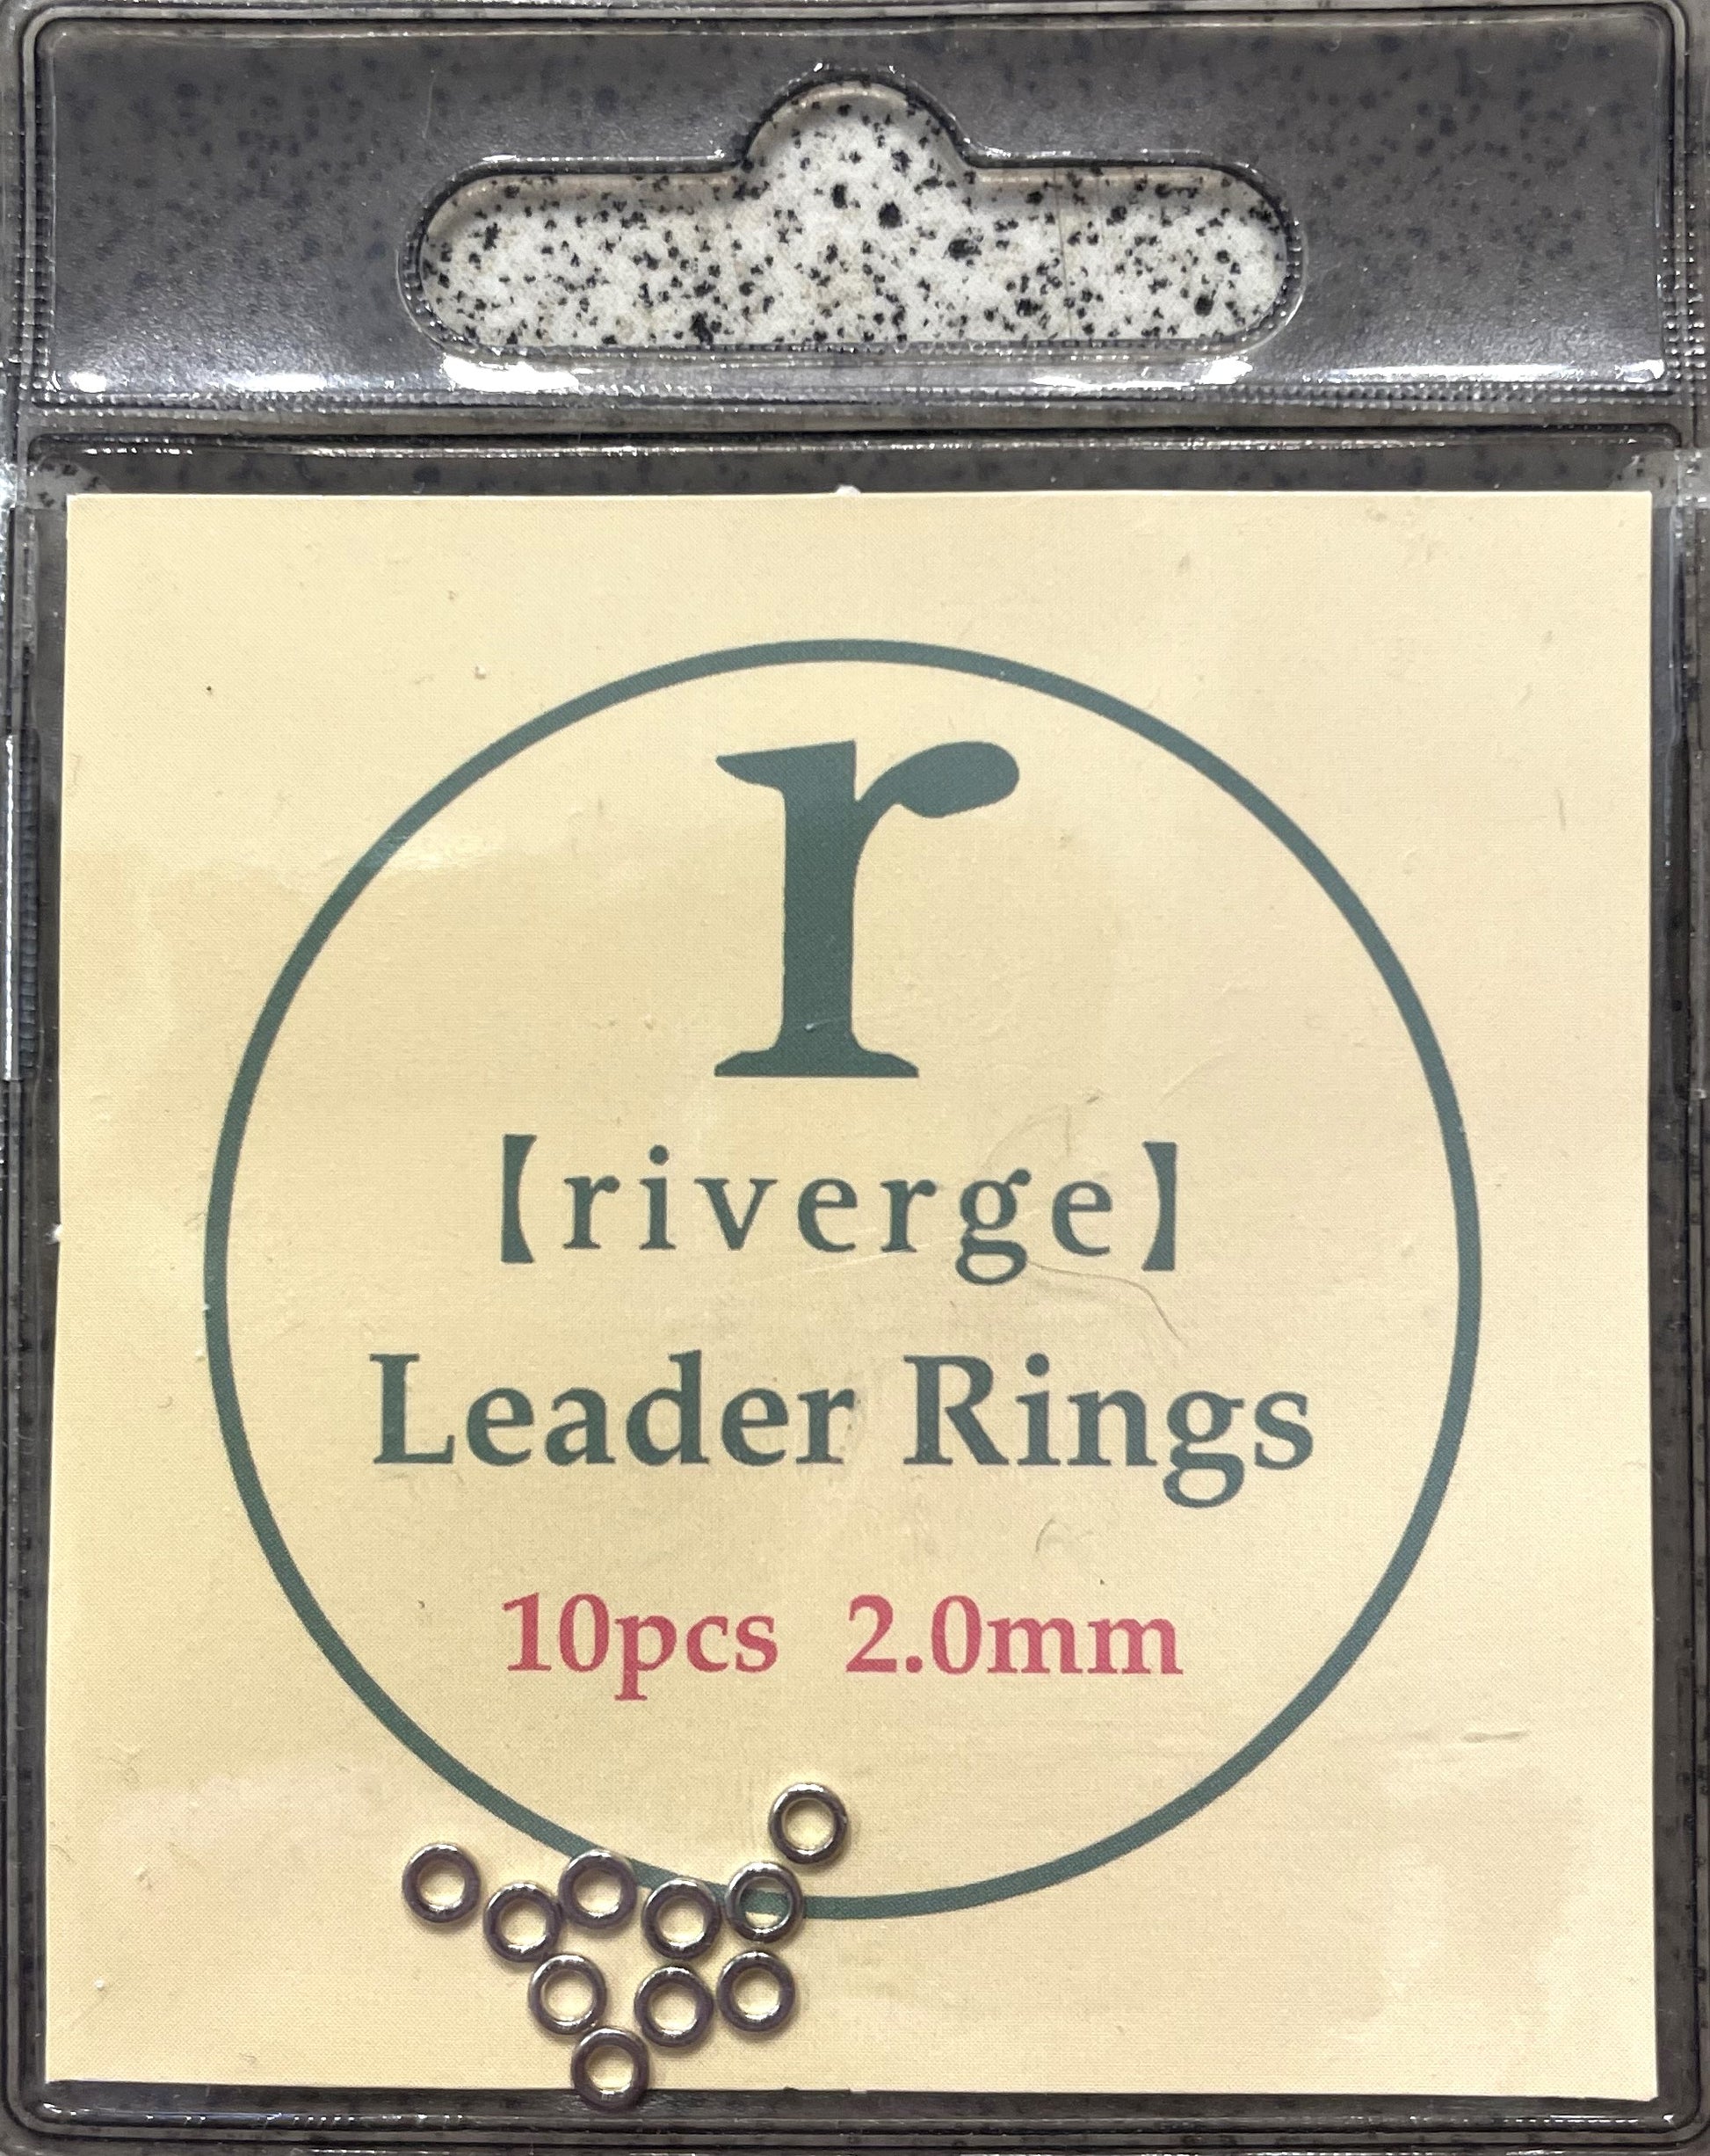 r
【riverge】
Leader Rings
10pcs 2.0mm